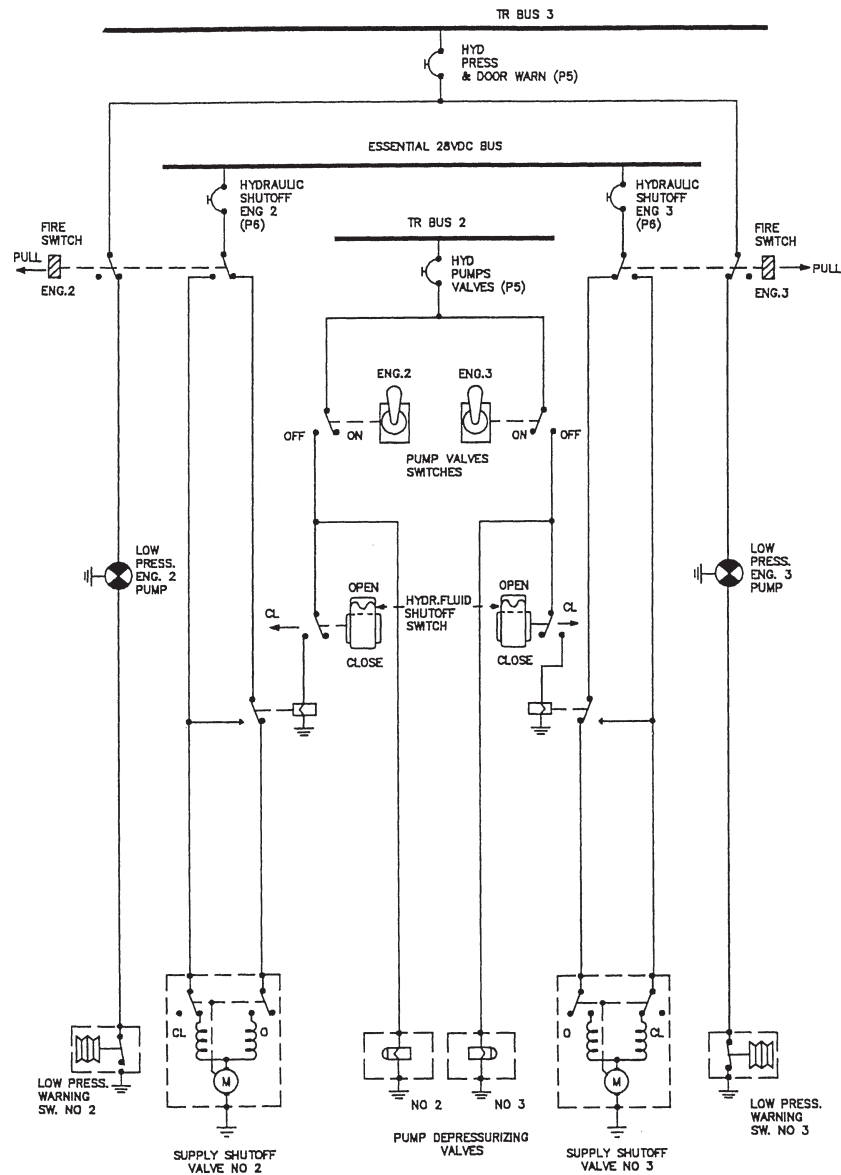 TR BUS 3
HYD
PRESS
& DOOR WARN (P5)
ESSENTIAL 28VDC BUS
HYDRAULIC
SHUTOFF
ENG 2
(P6)
HYDRAULIC
SHUTOFF
ENG 3
(P6)
TR BUS 2
FIRE
SWITCH
PULL
ENG.2
HYD
PUMPS
VALVES (P5)
FIRE
SWITCH
PULL
ENG.3
ENG.2
ENG.3
OFF
ON
ON
OFF
PUMP VALVES
SWITCHES
LOW
PRESS.
ENG. 2
PUMP
LOW
PRESS.
ENG. 3
PUMP
OPEN
CL
CLOSE
HYDR.FLUID
SHUTOFF
SWITCH
OPEN
CL
CLOSE
CL
O
M
O
CL
M
LOW PRESS.
WARNING
SW. NO 2
NO 2
NO 3
LOW PRESS.
WARNING
SW. NO 3
SUPPLY SHUTOFF
VALVE NO 2
PUMP DEPRESSURIZING
VALVES
SUPPLY SHUTOFF
VALVE NO 3